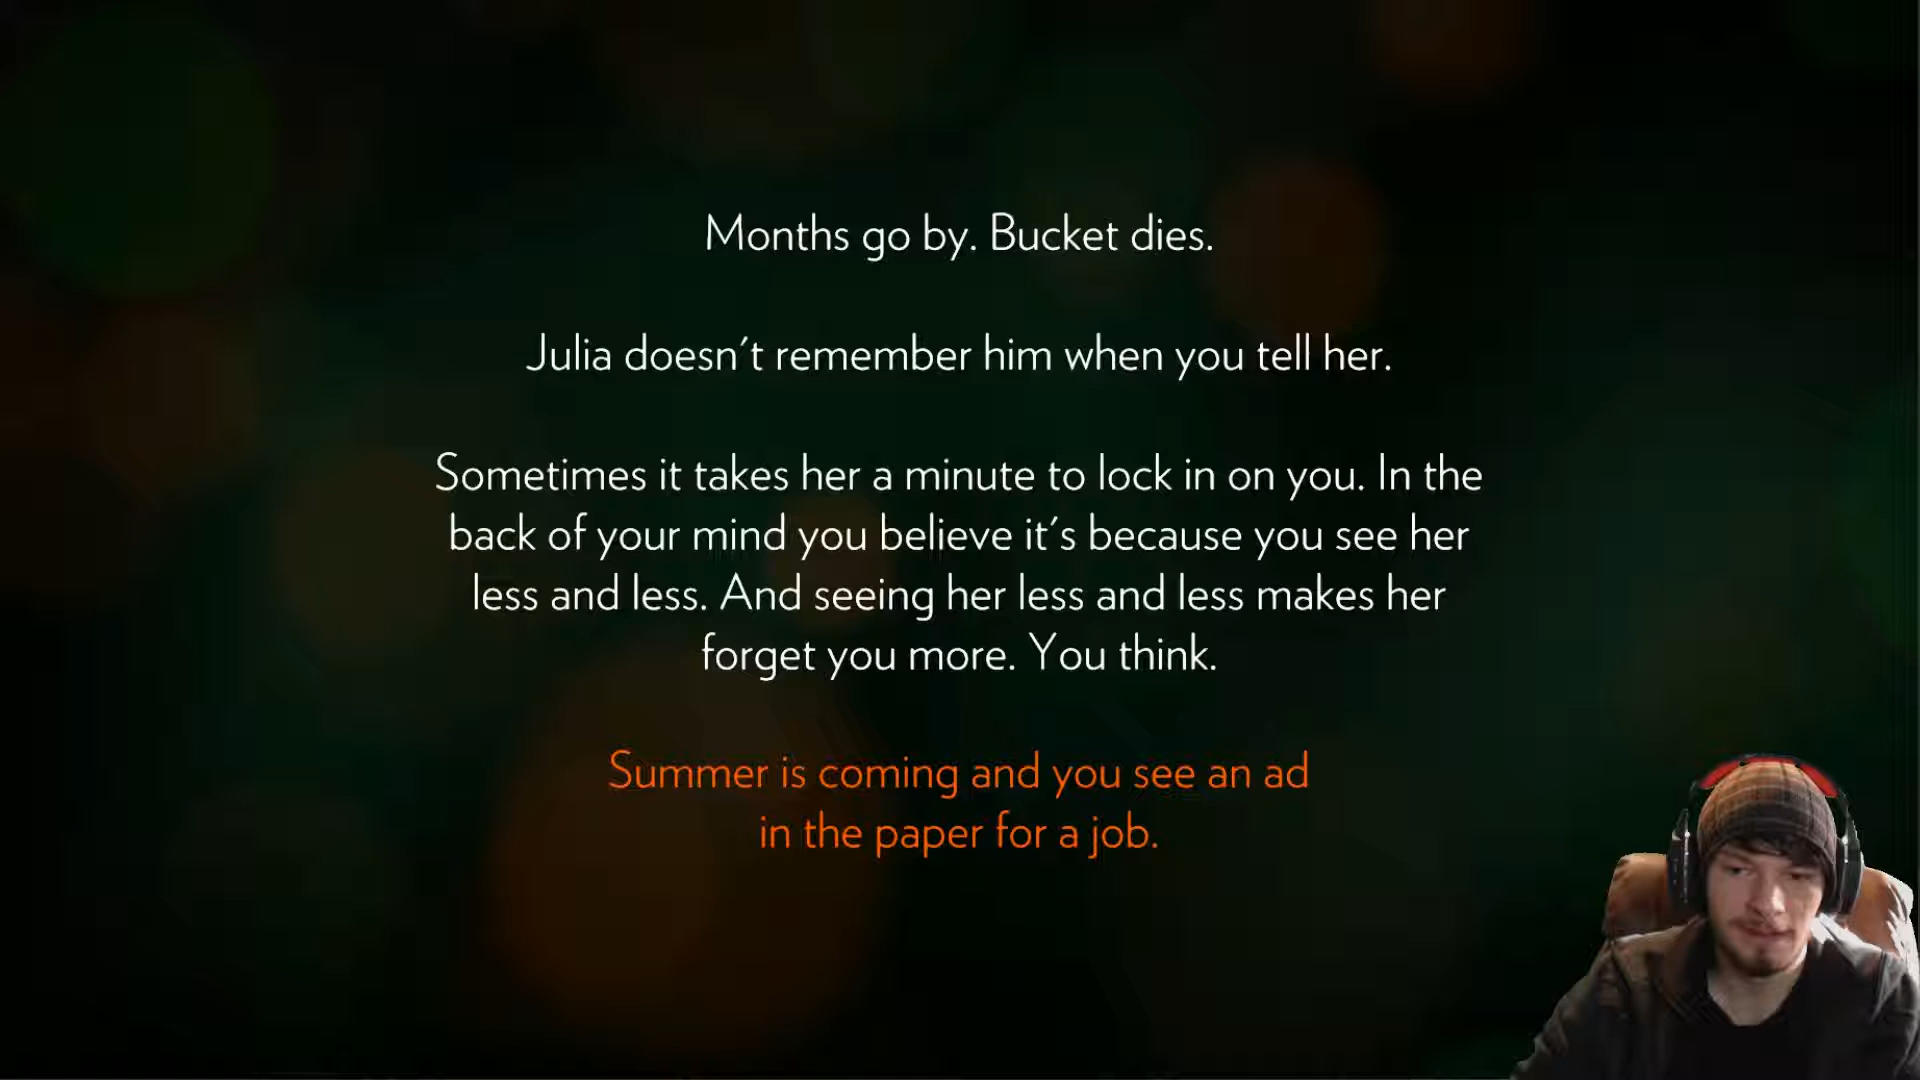 Months go by. Bucket dies.
Julia doesn't remember him when you tell her.
Sometimes it takes her a minute to lock in on you. In the
back of your mind you believe it's because you see her
less and less. And seeing her less and less makes her
forget you more. You think.
Summer is coming and you see an ad
in the paper for a job.